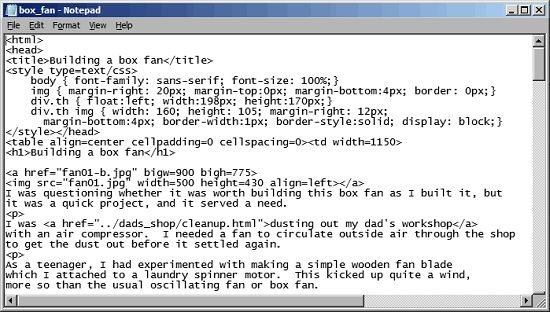 box_fan - Notepad
File Edit Format View Help
<html>
<head>
<title>Building a box fan</title>
<style type=text/css>
    body { font-family: sans-serif; font-size: 100%;}
    img { margin-right: 20px; margin-top:0px; margin-bottom:4px; border: 0px;}
    div.th { float:left; width:198px; height:170px;}
    div.th img { width: 160; height: 105; margin-right: 12px;
      margin-bottom:4px; border-width:1px; border-style:solid; display: block;}
</style></head>
<table align=center cellpadding=0 cellspacing=0><td width=1150>
<h1>Building a box fan</h1>

<a href="fan01-b.jpg" bigw=900 bigh=775>
<img src="fan01.jpg" width=500 height=430 align=left></a>
I was questioning whether it was worth building this box fan as I built it, but
it was a quick project, and it served a need.
<p>
I was <a href="../dads_shop/cleanup.html">dusting out my dad's workshop</a>
with an air compressor.  I needed a fan to circulate outside air through the shop
to get the dust out before it settled again.
<p>
As a teenager, I had experimented with making a simple wooden fan blade
which I attached to a laundry spinner motor.  This kicked up quite a wind,
more so than the usual oscillating fan or box fan.